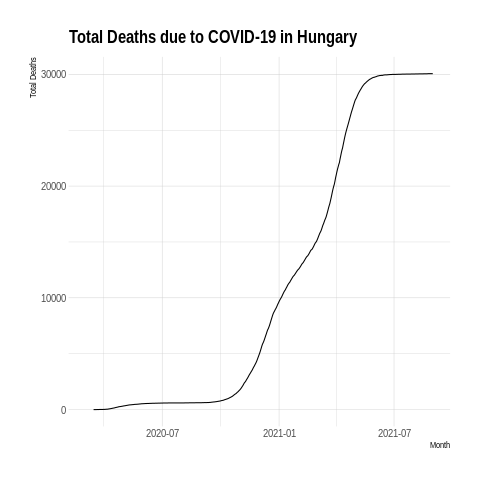 Total Deaths due to COVID-19 in Hungary
Total Deaths
30000
20000
10000
0
2020-07
2021-01
2021-07
Month